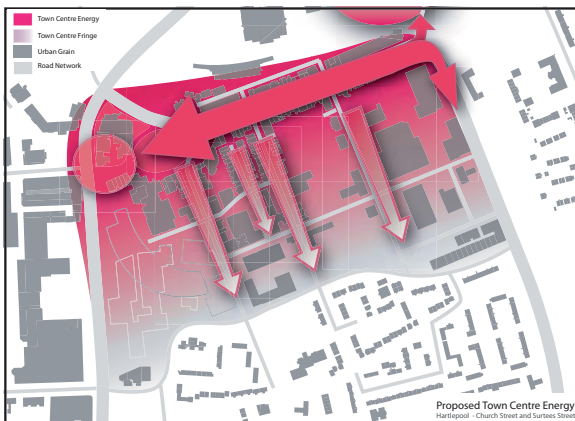 Town Centre Energy
Town Centre Fringe
Urban Grain
Road Network
Proposed Town Centre Energy
Hartlepool - Church Street and Surtees Street